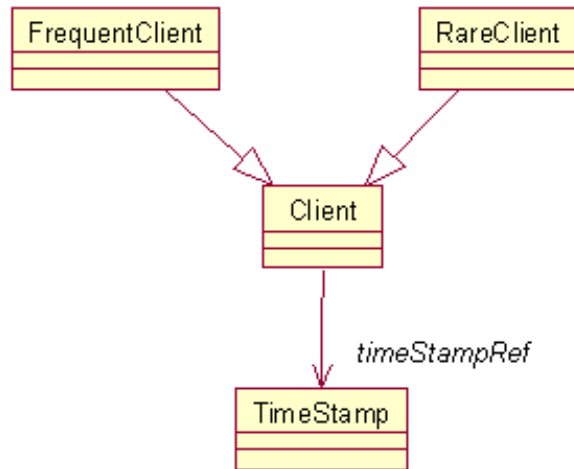 FrequentClient
RareClient
Client
timeStampRef
TimeStamp